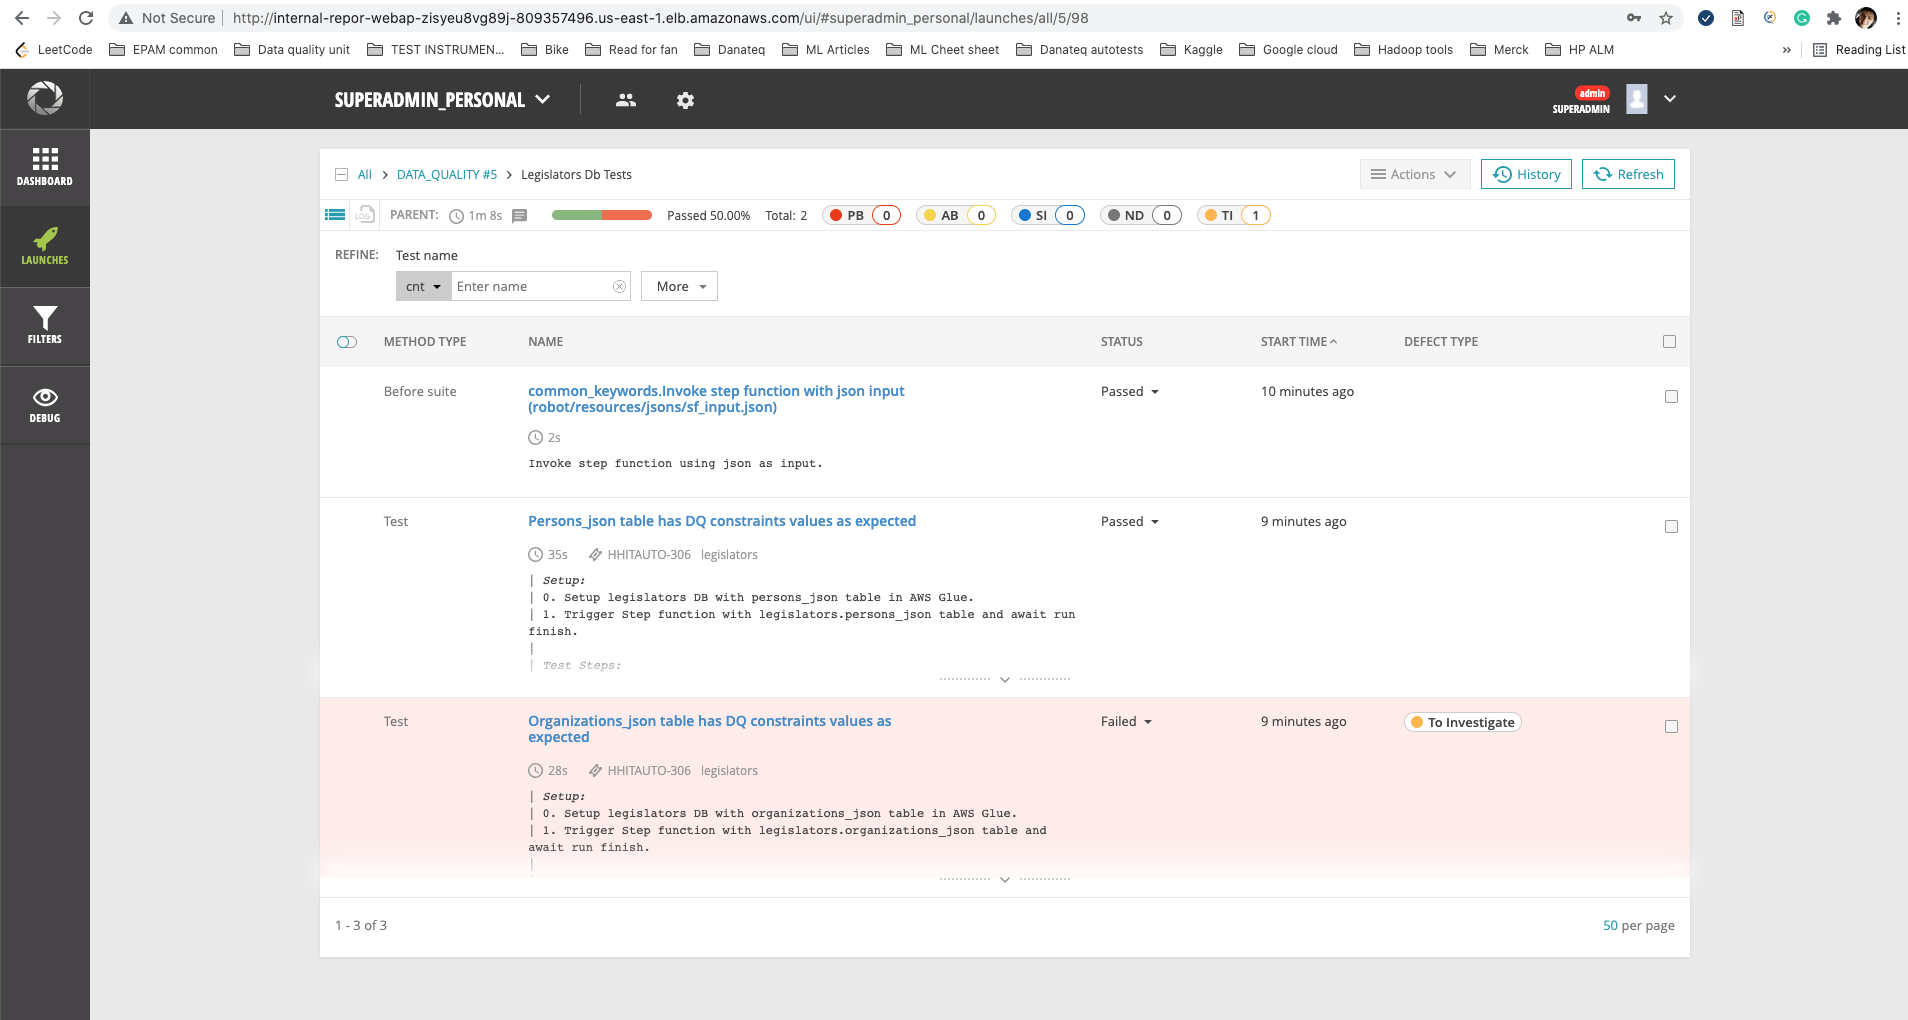 Not Secure http://internal-repor-webap-zisyeu8vg89j-809357496.us-east-1.elb.amazonaws.com/ui/#superadmin_personal/launches/all/5/98
LeetCode EPAM common Data quality unit TEST INSTRUMEN... Bike Read for fan Danateq ML Articles ML Cheet sheet Danateq autotests Kaggle Google cloud Hadoop tools Merck HP ALM » Reading List
SUPERADMIN_PERSONAL
admin
SUPERADMIN
DASHBOARD
LAUNCHES
FILTERS
DEBUG
All > DATA_QUALITY #5 > Legislators Db Tests
Actions
History
Refresh
LOG PARENT: 1m 8s Passed 50.00% Total: 2 PB 0 AB 0 SI 0 ND 0 TI 1
REFINE: Test name
cnt Enter name More
METHOD TYPE NAME STATUS START TIME DEFECT TYPE
Before suite common_keywords.Invoke step function with json input Passed 10 minutes ago
(robot/resources/jsons/sf_input.json)
2s
Invoke step function using json as input.
Test Persons_json table has DQ constraints values as expected Passed 9 minutes ago
35s HHITAUTO-306 legislators
| Setup:
| 0. Setup legislators DB with persons_json table in AWS Glue.
| 1. Trigger Step function with legislators.persons_json table and await run
finish.
|
| Test Steps:
Test Organizations_json table has DQ constraints values as Failed 9 minutes ago To Investigate
expected
28s HHITAUTO-306 legislators
| Setup:
| 0. Setup legislators DB with organizations_json table in AWS Glue.
| 1. Trigger Step function with legislators.organizations_json table and
await run finish.
|
1 - 3 of 3
50 per page